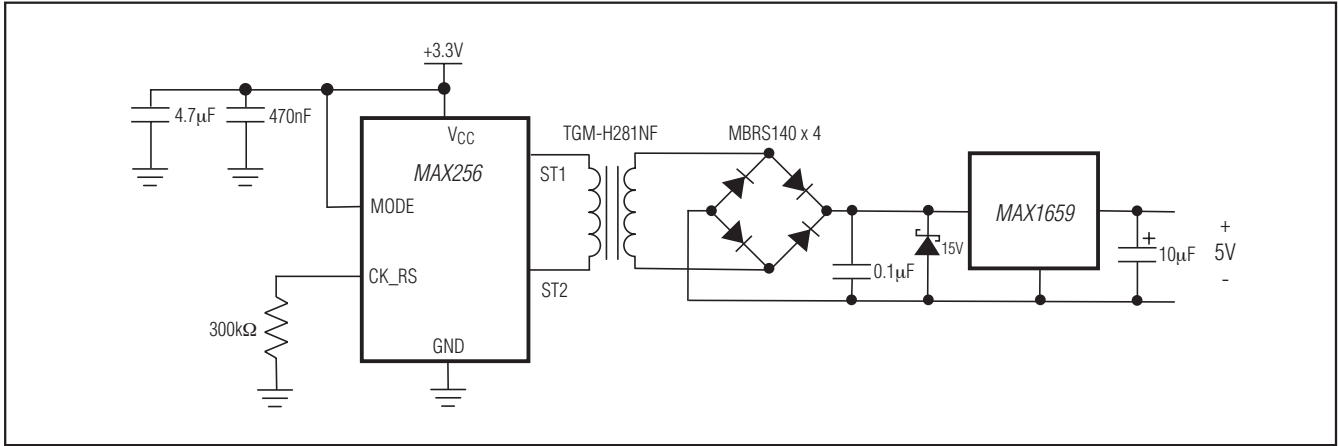 +3.3V
4.7μF
470nF
VCC
MAX256
MODE
CK_RS
GND
300kΩ
ST1
ST2
TGM-H281NF
MBRS140 x 4
0.1μF
15V
MAX1659
+
10μF
+
5V
-